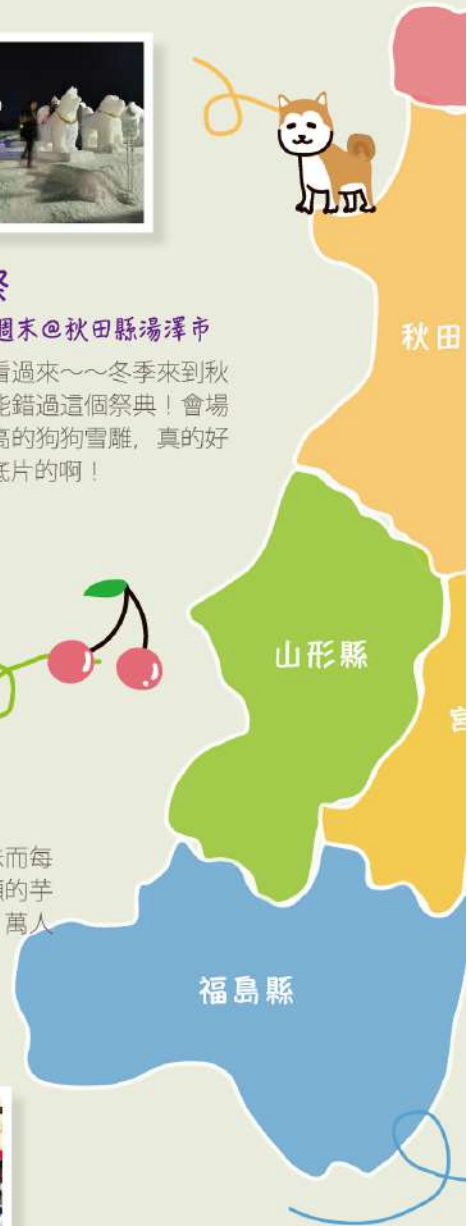 祭
週末@秋田縣湯澤市
看過來～～冬季來到秋
能錯過這個祭典！會場
高的狗狗雪雕，真的好
底片的啊！
秋田
山形縣
宮
而每
的芋
萬人
福島縣